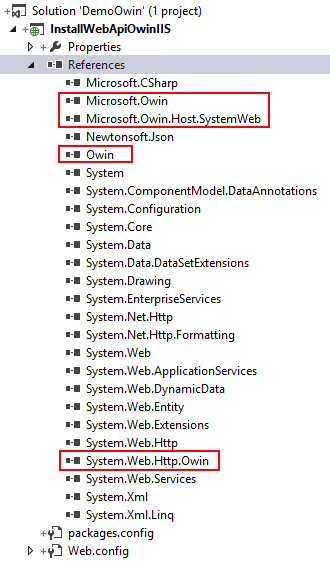 Solution 'DemoOwin' (1 project)
InstallWebApiOwinIIS
Properties
References
Microsoft.CSharp
Microsoft.Owin
Microsoft.Owin.Host.SystemWeb
Newtonsoft.Json
Owin
System
System.ComponentModel.DataAnnotations
System.Configuration
System.Core
System.Data
System.Data.DataSetExtensions
System.Drawing
System.EnterpriseServices
System.Net.Http
System.Net.Http.Formatting
System.Web
System.Web.ApplicationServices
System.Web.DynamicData
System.Web.Entity
System.Web.Extensions
System.Web.Http
System.Web.Http.Owin
System.Web.Services
System.Xml
System.Xml.Linq
packages.config
Web.config